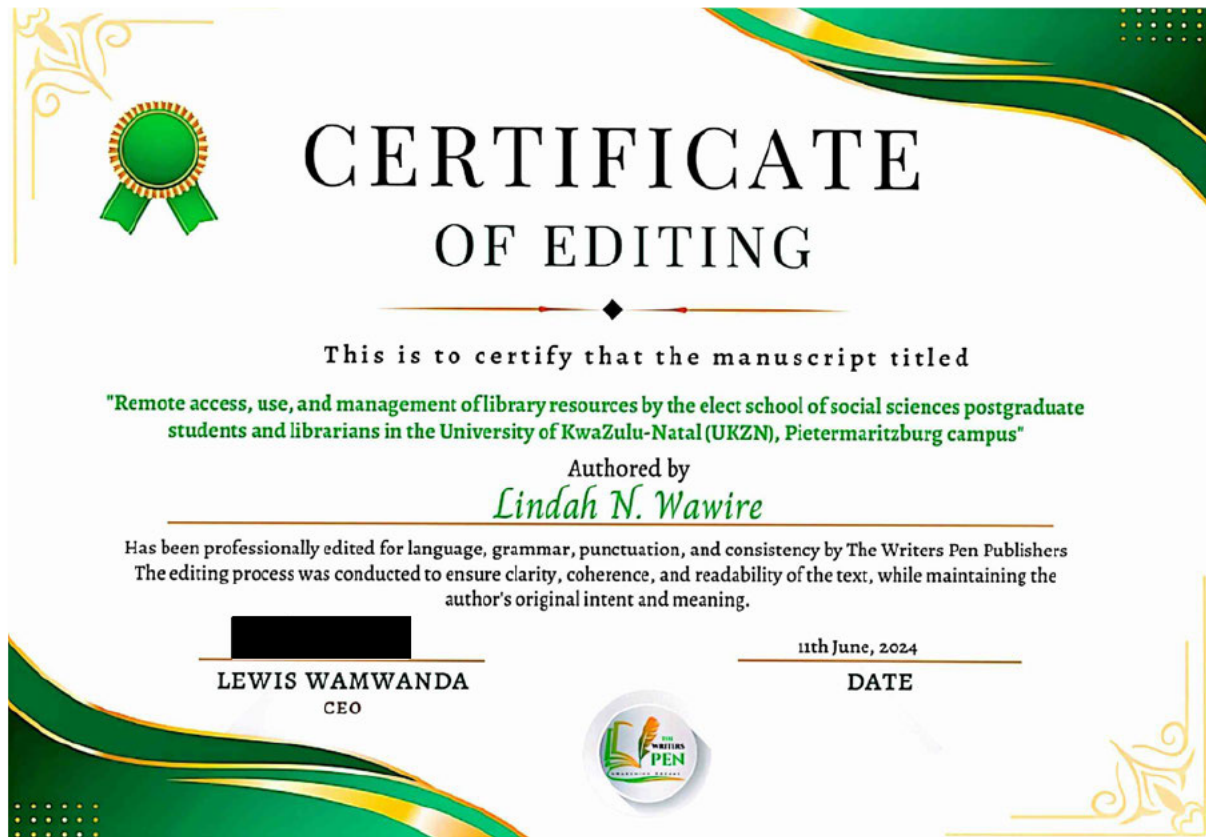 CERTIFICATE
OF EDITING
This is to certify that the manuscript titled
"Remote access, use, and management of library resources by the elect school of social sciences postgraduate
students and librarians in the University of KwaZulu-Natal (UKZN), Pietermaritzburg campus"
Authored by
Lindah N. Wawire
Has been professionally edited for language, grammar, punctuation, and consistency by The Writers Pen Publishers
The editing process was conducted to ensure clarity, coherence, and readability of the text, while maintaining the
author's original intent and meaning.
11th June, 2024
LEWIS WAMWANDA
DATE
CEO
THE
WRITERS
PEN